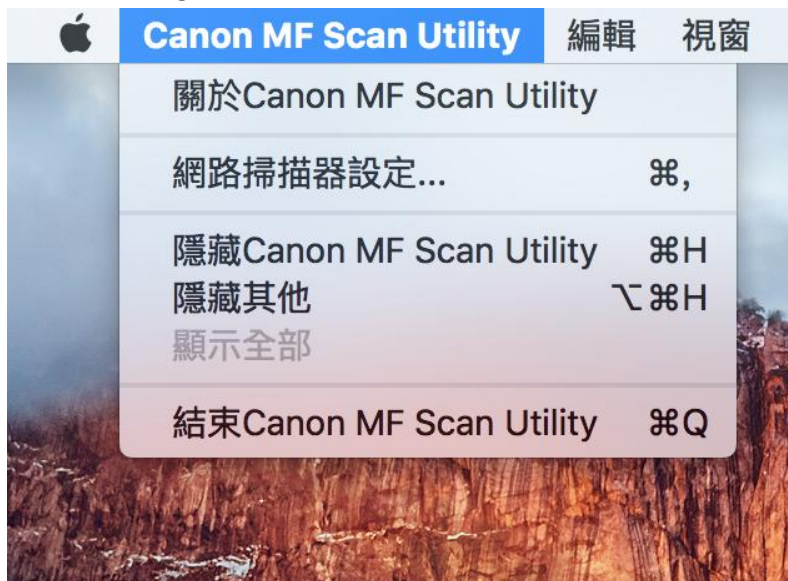 Canon MF Scan Utility 編輯 視窗
關於Canon MF Scan Utility
網路掃描器設定... ⌘,
隱藏Canon MF Scan Utility ⌘H
隱藏其他 ⌥⌘H
顯示全部
結束Canon MF Scan Utility ⌘Q